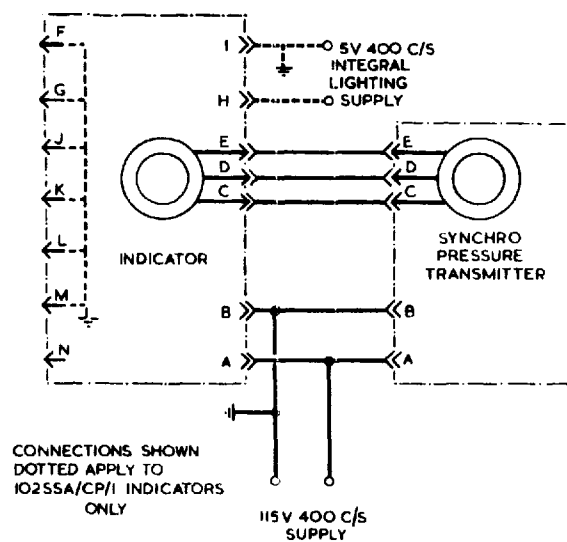 F
I
5V 400 C/S
INTEGRAL
LIGHTING
SUPPLY
G
H
J
E
E
D
D
K
C
C
L
INDICATOR
SYNCHRO
PRESSURE
TRANSMITTER
M
B
B
N
A
A
CONNECTIONS SHOWN
DOTTED APPLY TO
102SSA/CP/1 INDICATORS
ONLY
115V 400 C/S
SUPPLY